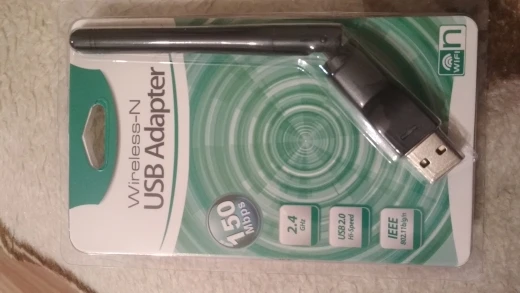 Wireless-N
USB Adapter
n
WiFi
150
Mbps
2.4
GHz
USB 2.0
Hi-Speed
IEEE
802.11b/g/n